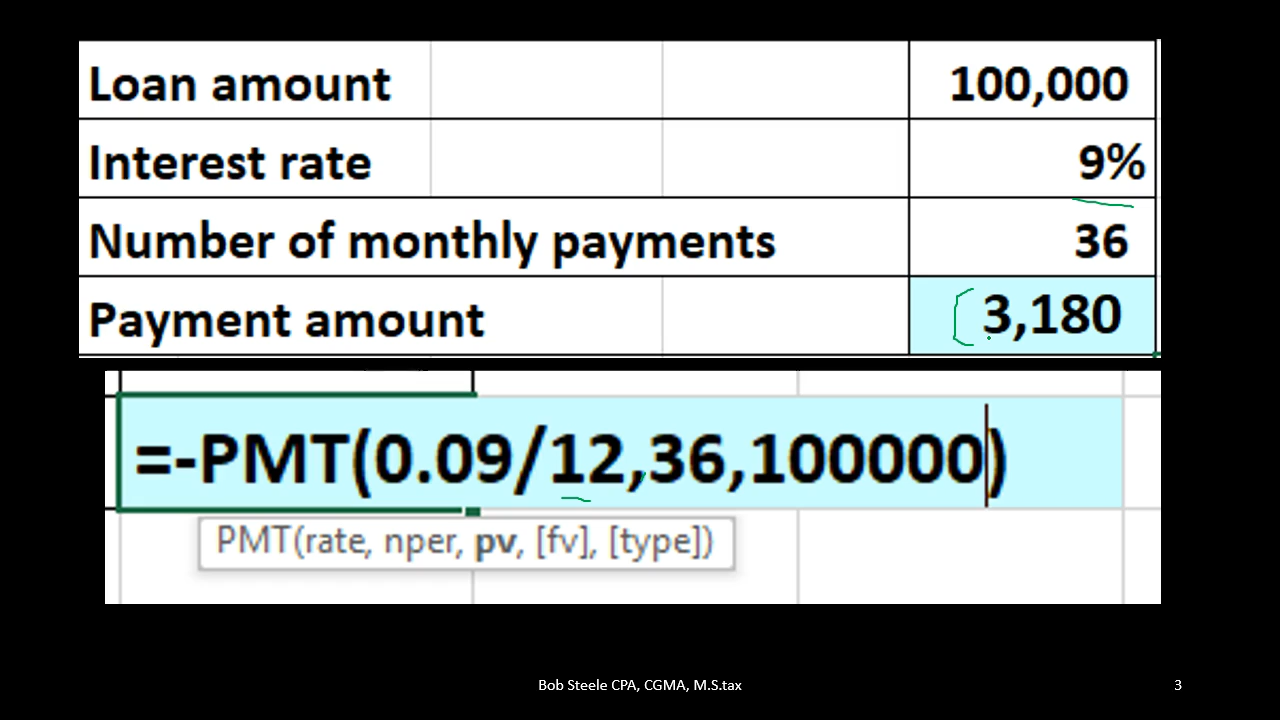 Loan amount 100,000
Interest rate 9%
Number of monthly payments 36
Payment amount 3,180
=-PMT(0.09/12,36,100000)
PMT(rate, nper, pv, [fv], [type])
Bob Steele CPA, CGMA, M.S.tax 3